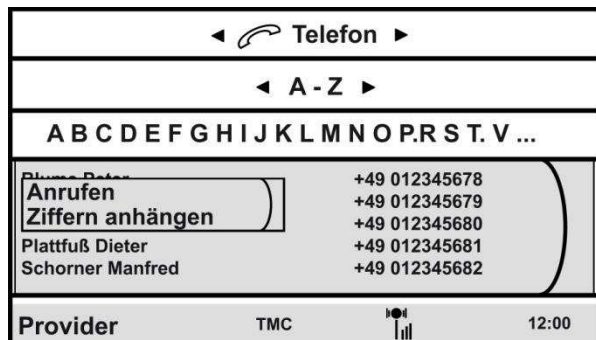 ◄ Telefon ►
◄ A - Z ►
A B C D E F G H I J K L M N O P.R S T. V ...
+49 012345678
Anrufen +49 012345679
Ziffern anhängen +49 012345680
Plattfuß Dieter +49 012345681
Schorner Manfred +49 012345682
Provider TMC 12:00